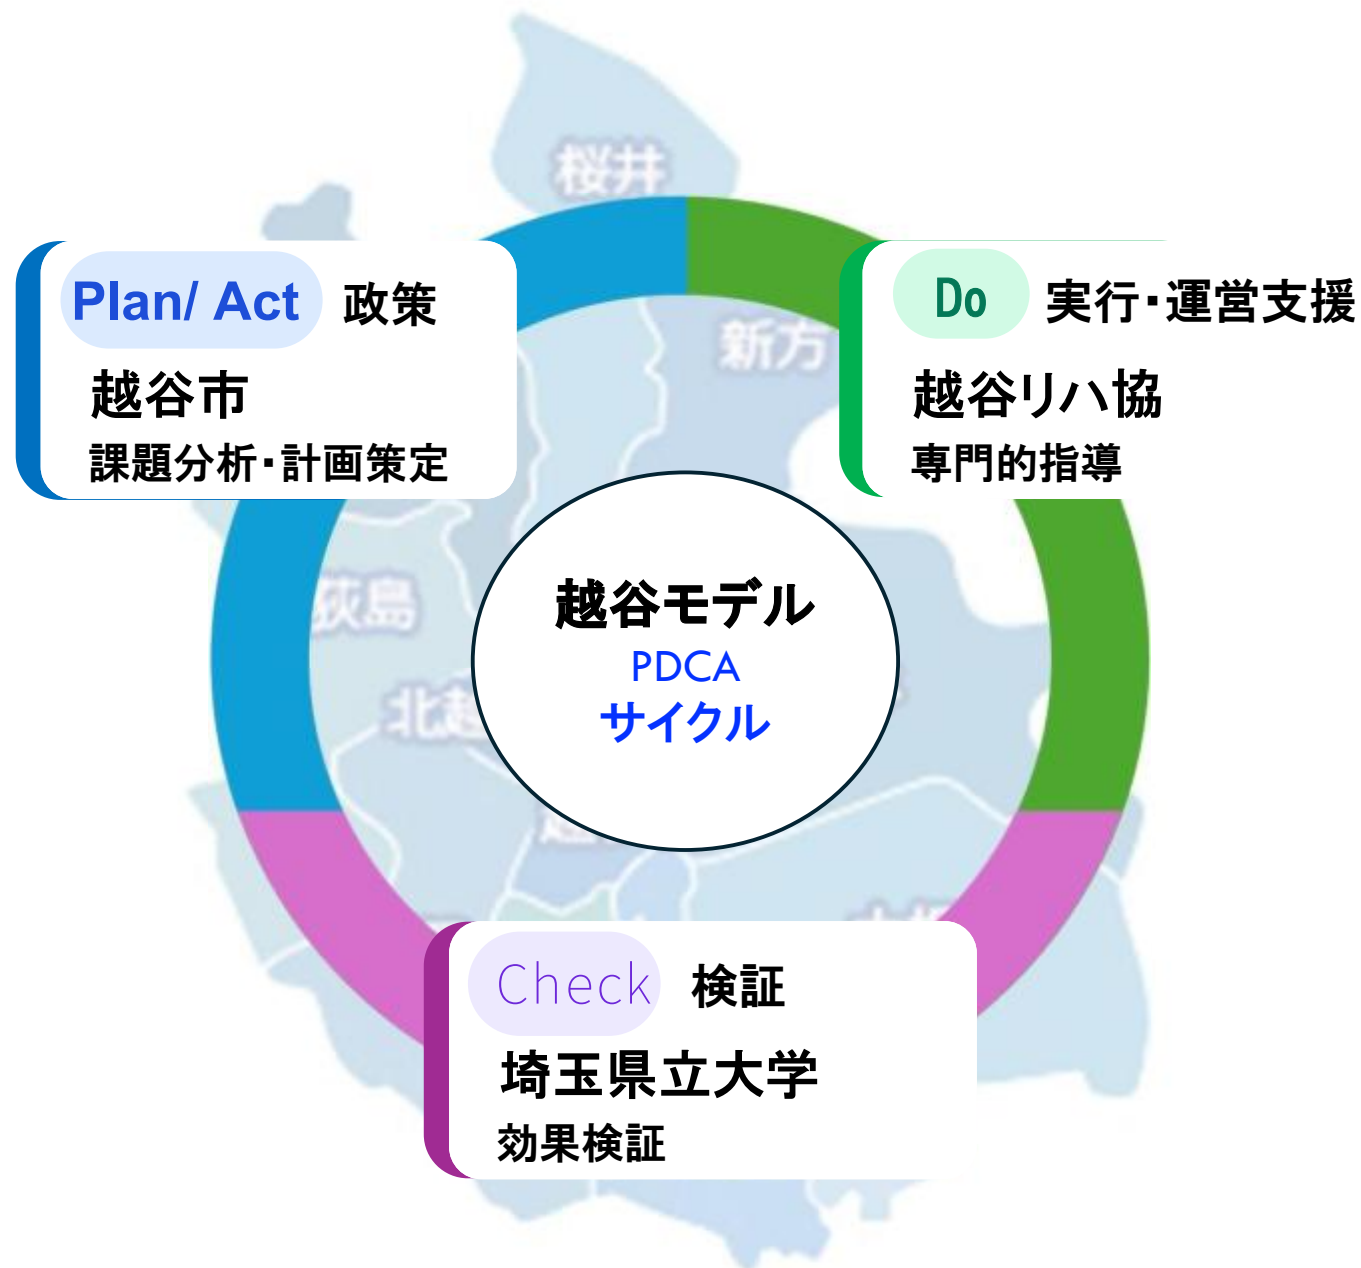 桜井
Plan/ Act 政策
越谷市
課題分析・計画策定
Do 実行・運営支援
越谷リハ協
専門的指導
新方
荻島
北越
越谷モデル
PDCA
サイクル
Check 検証
埼玉県立大学
効果検証